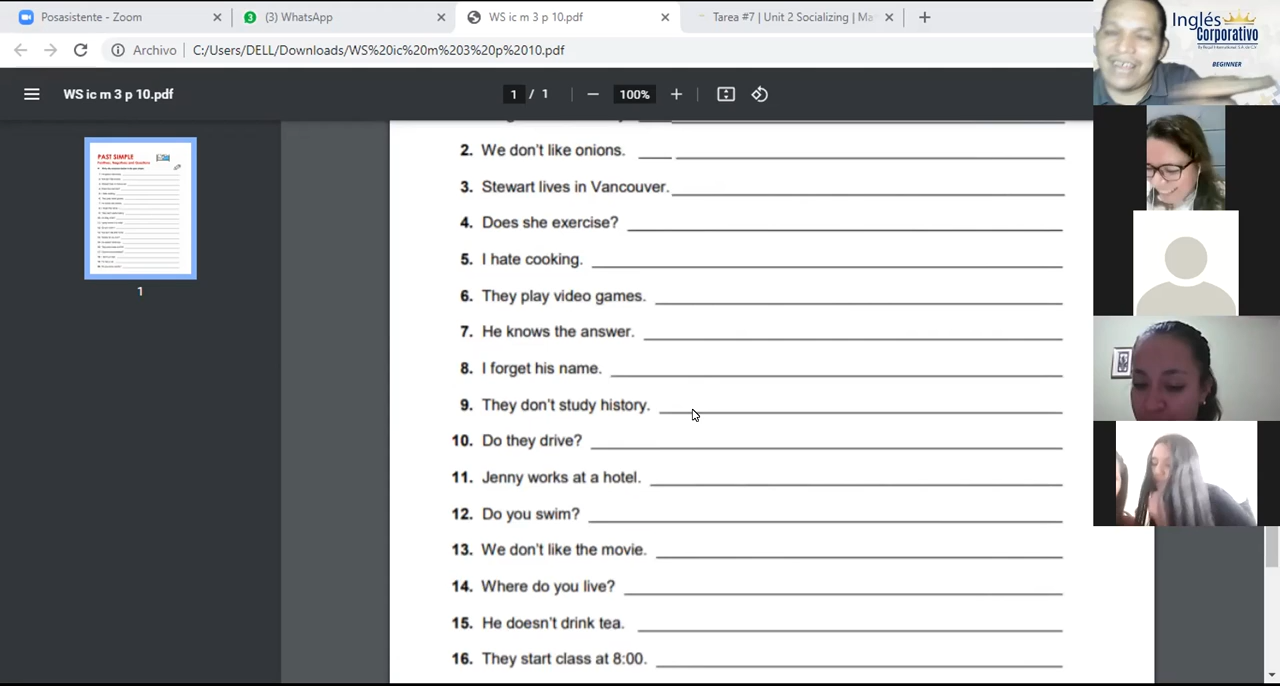 Posasistente - Zoom
(3) WhatsApp
WS ic m 3 p 10.pdf
Tarea #7 | Unit 2 Socializing | Ma
Archivo
C:/Users/DELL/Downloads/WS%20ic%20m%203%20p%2010.pdf
WS ic m 3 p 10.pdf
1 / 1
100%
Inglés
Corporativo
BEGINNER
PAST SIMPLE
1
2. We don't like onions.
3. Stewart lives in Vancouver.
4. Does she exercise?
5. I hate cooking.
6. They play video games.
7. He knows the answer.
8. I forget his name.
9. They don't study history.
10. Do they drive?
11. Jenny works at a hotel.
12. Do you swim?
13. We don't like the movie.
14. Where do you live?
15. He doesn't drink tea.
16. They start class at 8:00.